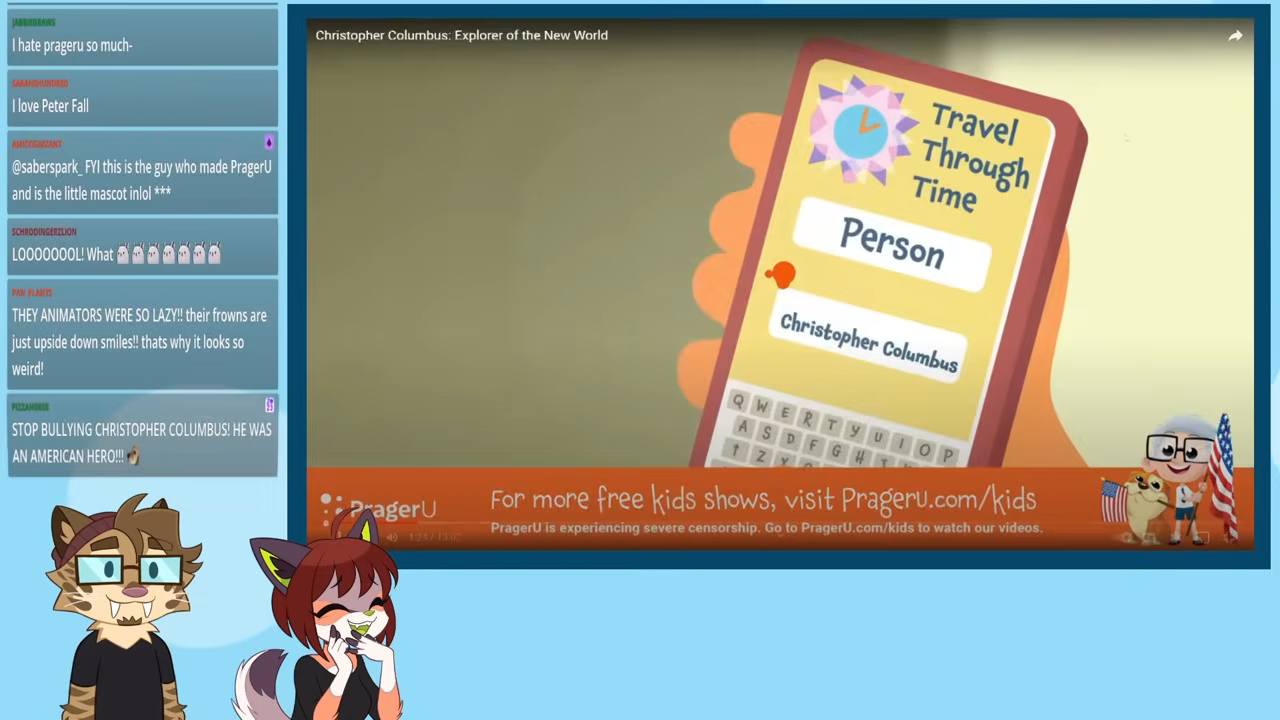 JABBEDRAWS
I hate prageru so much-
I love Peter Fall
@saberspark_ FYI this is the guy who made PragerU
and is the little mascot inlol ***
SCHRODINGERZLION
LOOOOOOOL! What
THEY ANIMATORS WERE SO LAZY!! their frowns are
just upside down smiles!! thats why it looks so
weird!
STOP BULLYING CHRISTOPHER COLUMBUS! HE WAS
AN AMERICAN HERO!!!
Christopher Columbus: Explorer of the New World
Travel
Through
Time
Person
Christopher Columbus
Q W E R T Y U I O P
A S D F G H
Z
PragerU
For more free kids shows, visit PragerU.com/kids
PragerU is experiencing severe censorship. Go to PragerU.com/kids to watch our videos.